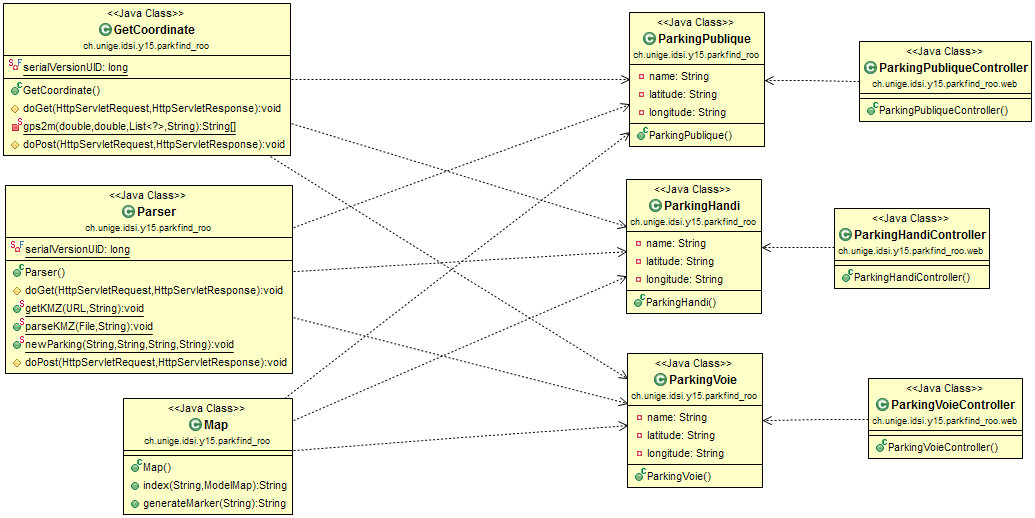 <<Java Class>>
GetCoordinate
ch.unige.idsi.y15.parkfind_roo
serialVersionUID: long
GetCoordinate()
doGet(HttpServletRequest,HttpServletResponse):void
gps2m(double,double,List<?>,String):String[]
doPost(HttpServletRequest,HttpServletResponse):void
<<Java Class>>
Parser
ch.unige.idsi.y15.parkfind_roo
serialVersionUID: long
Parser()
doGet(HttpServletRequest,HttpServletResponse):void
getKMZ(URL,String):void
parseKMZ(File,String):void
newParking(String,String,String,String):void
doPost(HttpServletRequest,HttpServletResponse):void
<<Java Class>>
Map
ch.unige.idsi.y15.parkfind_roo
Map()
index(String,ModelMap):String
generateMarker(String):String
<<Java Class>>
ParkingPublique
ch.unige.idsi.y15.parkfind_roo
name: String
latitude: String
longitude: String
ParkingPublique()
<<Java Class>>
ParkingHandi
ch.unige.idsi.y15.parkfind_roo
name: String
latitude: String
longitude: String
ParkingHandi()
<<Java Class>>
ParkingVoie
ch.unige.idsi.y15.parkfind_roo
name: String
latitude: String
longitude: String
ParkingVoie()
<<Java Class>>
ParkingPubliqueController
ch.unige.idsi.y15.parkfind_roo.web
ParkingPubliqueController()
<<Java Class>>
ParkingHandiController
ch.unige.idsi.y15.parkfind_roo.web
ParkingHandiController()
<<Java Class>>
ParkingVoieController
ch.unige.idsi.y15.parkfind_roo.web
ParkingVoieController()